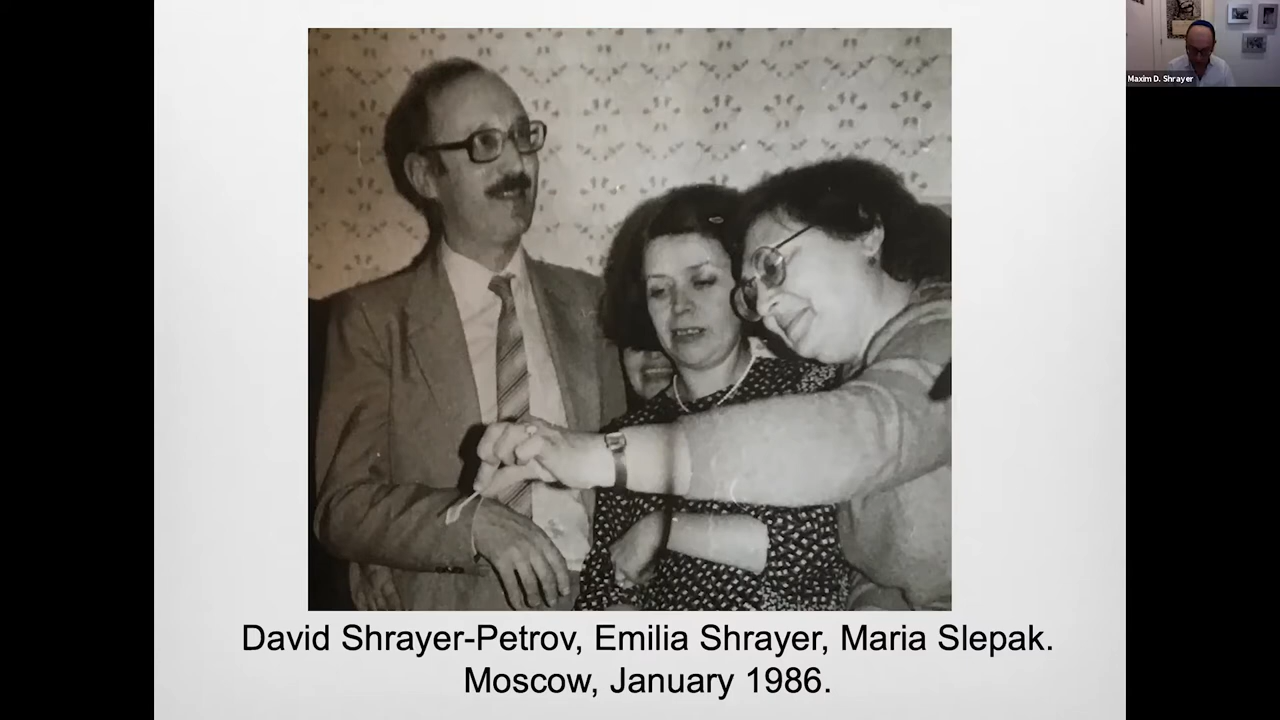 Maxim D. Shrayer
David Shrayer-Petrov, Emilia Shrayer, Maria Slepak.
Moscow, January 1986.